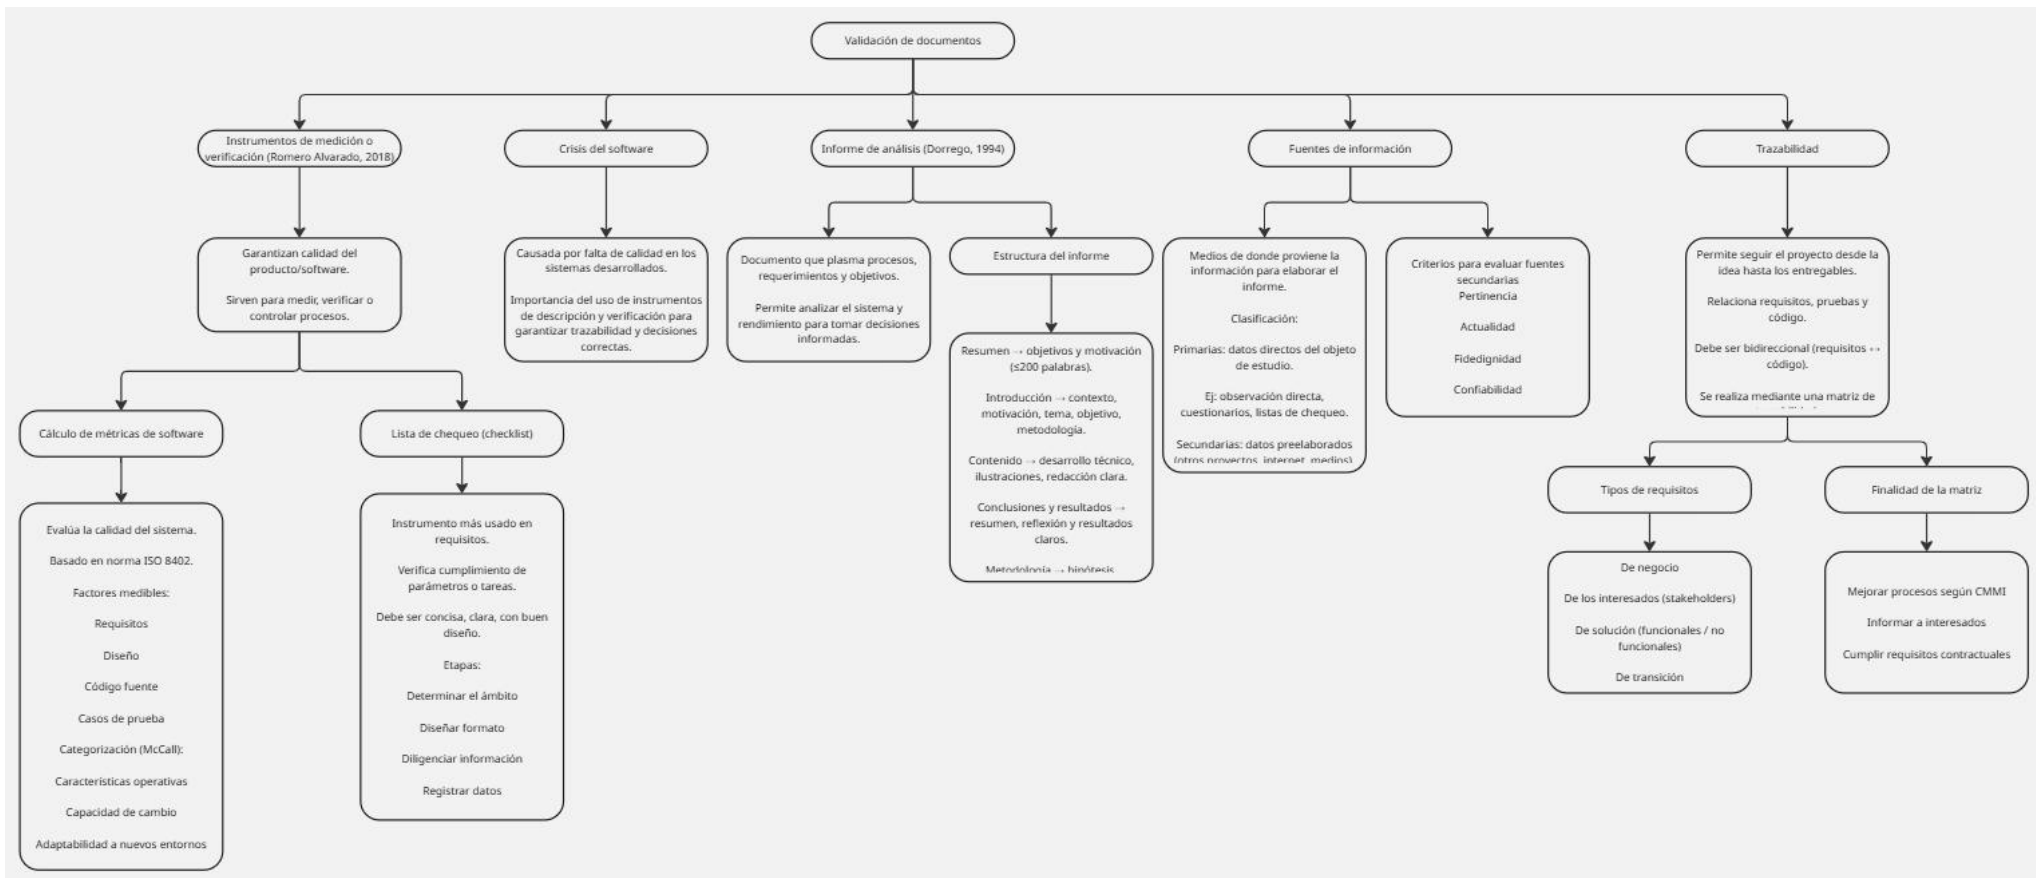 Validación de documentos
Instrumentos de medición o
verificación (Romero Alvarado, 2018)
Crisis del software
Informe de análisis (Dorrego, 1994)
Fuentes de información
Trazabilidad
Garantizan calidad del
producto/software.
Sirven para medir, verificar o
controlar procesos.
Causada por falta de calidad en los
sistemas desarrollados.
Importancia del uso de instrumentos
de descripción y verificación para
garantizar trazabilidad y decisiones
correctas.
Documento que plasma procesos,
requerimientos y objetivos.
Permite analizar el sistema y
rendimiento para tomar decisiones
informadas.
Estructura del informe
Medios de donde proviene la
información para elaborar el
informe.
Clasificación:
Primarias: datos directos del objeto
de estudio.
Ej: observación directa,
cuestionarios, listas de chequeo.
Secundarias: datos preelaborados
(otros proyectos, internet, medios)
Criterios para evaluar fuentes
secundarias
Pertinencia
Actualidad
Fidedignidad
Confiabilidad
Permite seguir el proyecto desde la
idea hasta los entregables.
Relaciona requisitos, pruebas y
código.
Debe ser bidireccional (requisitos ↔
código).
Se realiza mediante una matriz de
Resumen → objetivos y motivación
(≤200 palabras).
Introducción → contexto,
motivación, tema, objetivo,
metodología.
Contenido → desarrollo técnico,
ilustraciones, redacción clara.
Conclusiones y resultados →
resumen, reflexión y resultados
claros.
Metodología → hipótesis
Cálculo de métricas de software
Lista de chequeo (checklist)
Tipos de requisitos
Finalidad de la matriz
Evalúa la calidad del sistema.
Basado en norma ISO 8402.
Factores medibles:
Requisitos
Diseño
Código fuente
Casos de prueba
Categorización (McCall):
Características operativas
Capacidad de cambio
Adaptabilidad a nuevos entornos
Instrumento más usado en
requisitos.
Verifica cumplimiento de
parámetros o tareas.
Debe ser concisa, clara, con buen
diseño.
Etapas:
Determinar el ámbito
Diseñar formato
Diligenciar información
Registrar datos
De negocio
De los interesados (stakeholders)
De solución (funcionales / no
funcionales)
De transición
Mejorar procesos según CMMI
Informar a interesados
Cumplir requisitos contractuales